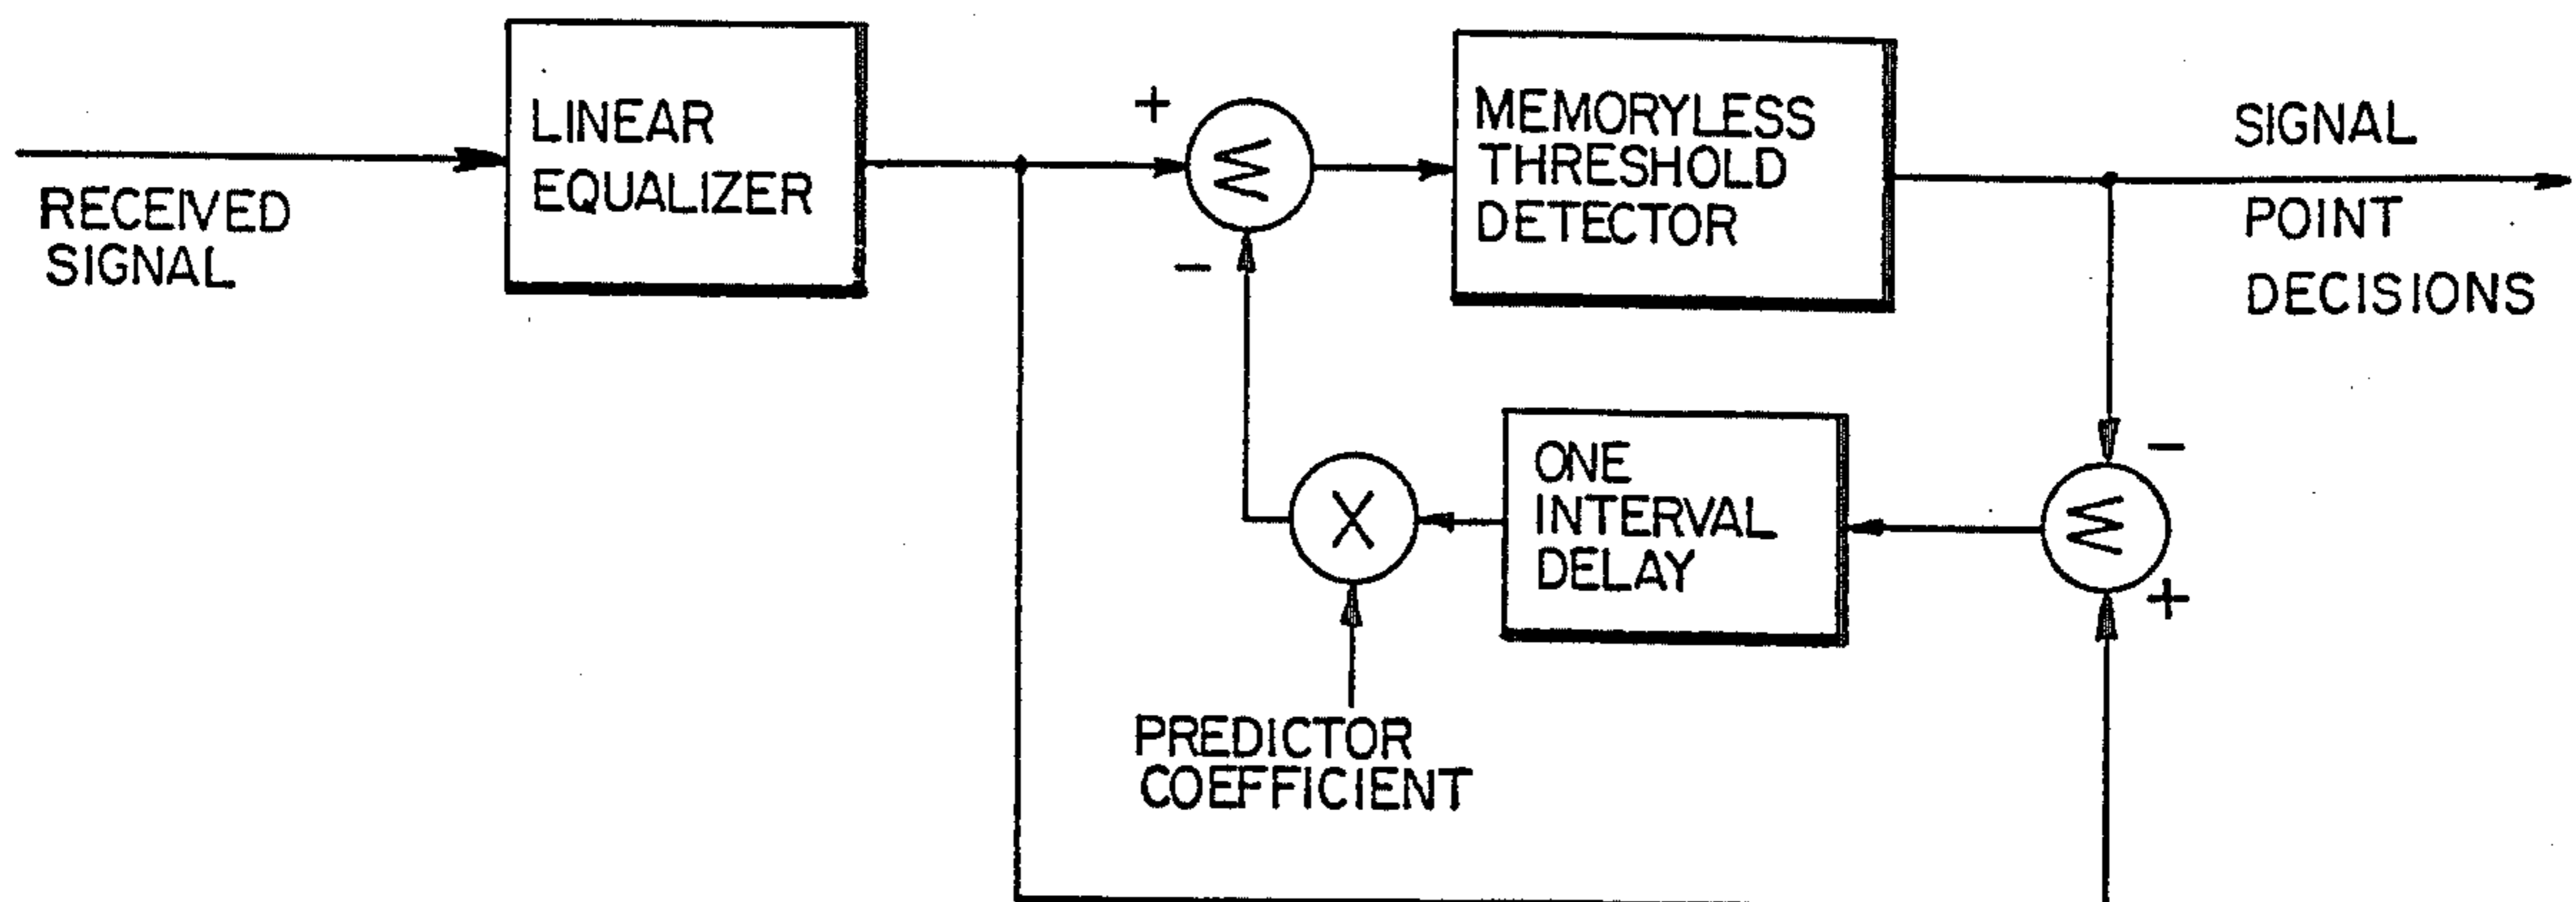 RECEIVED
SIGNAL
LINEAR
EQUALIZER
+
-
Σ
MEMORYLESS
THRESHOLD
DETECTOR
SIGNAL
POINT
DECISIONS
X
ONE
INTERVAL
DELAY
-
Σ
+
PREDICTOR
COEFFICIENT